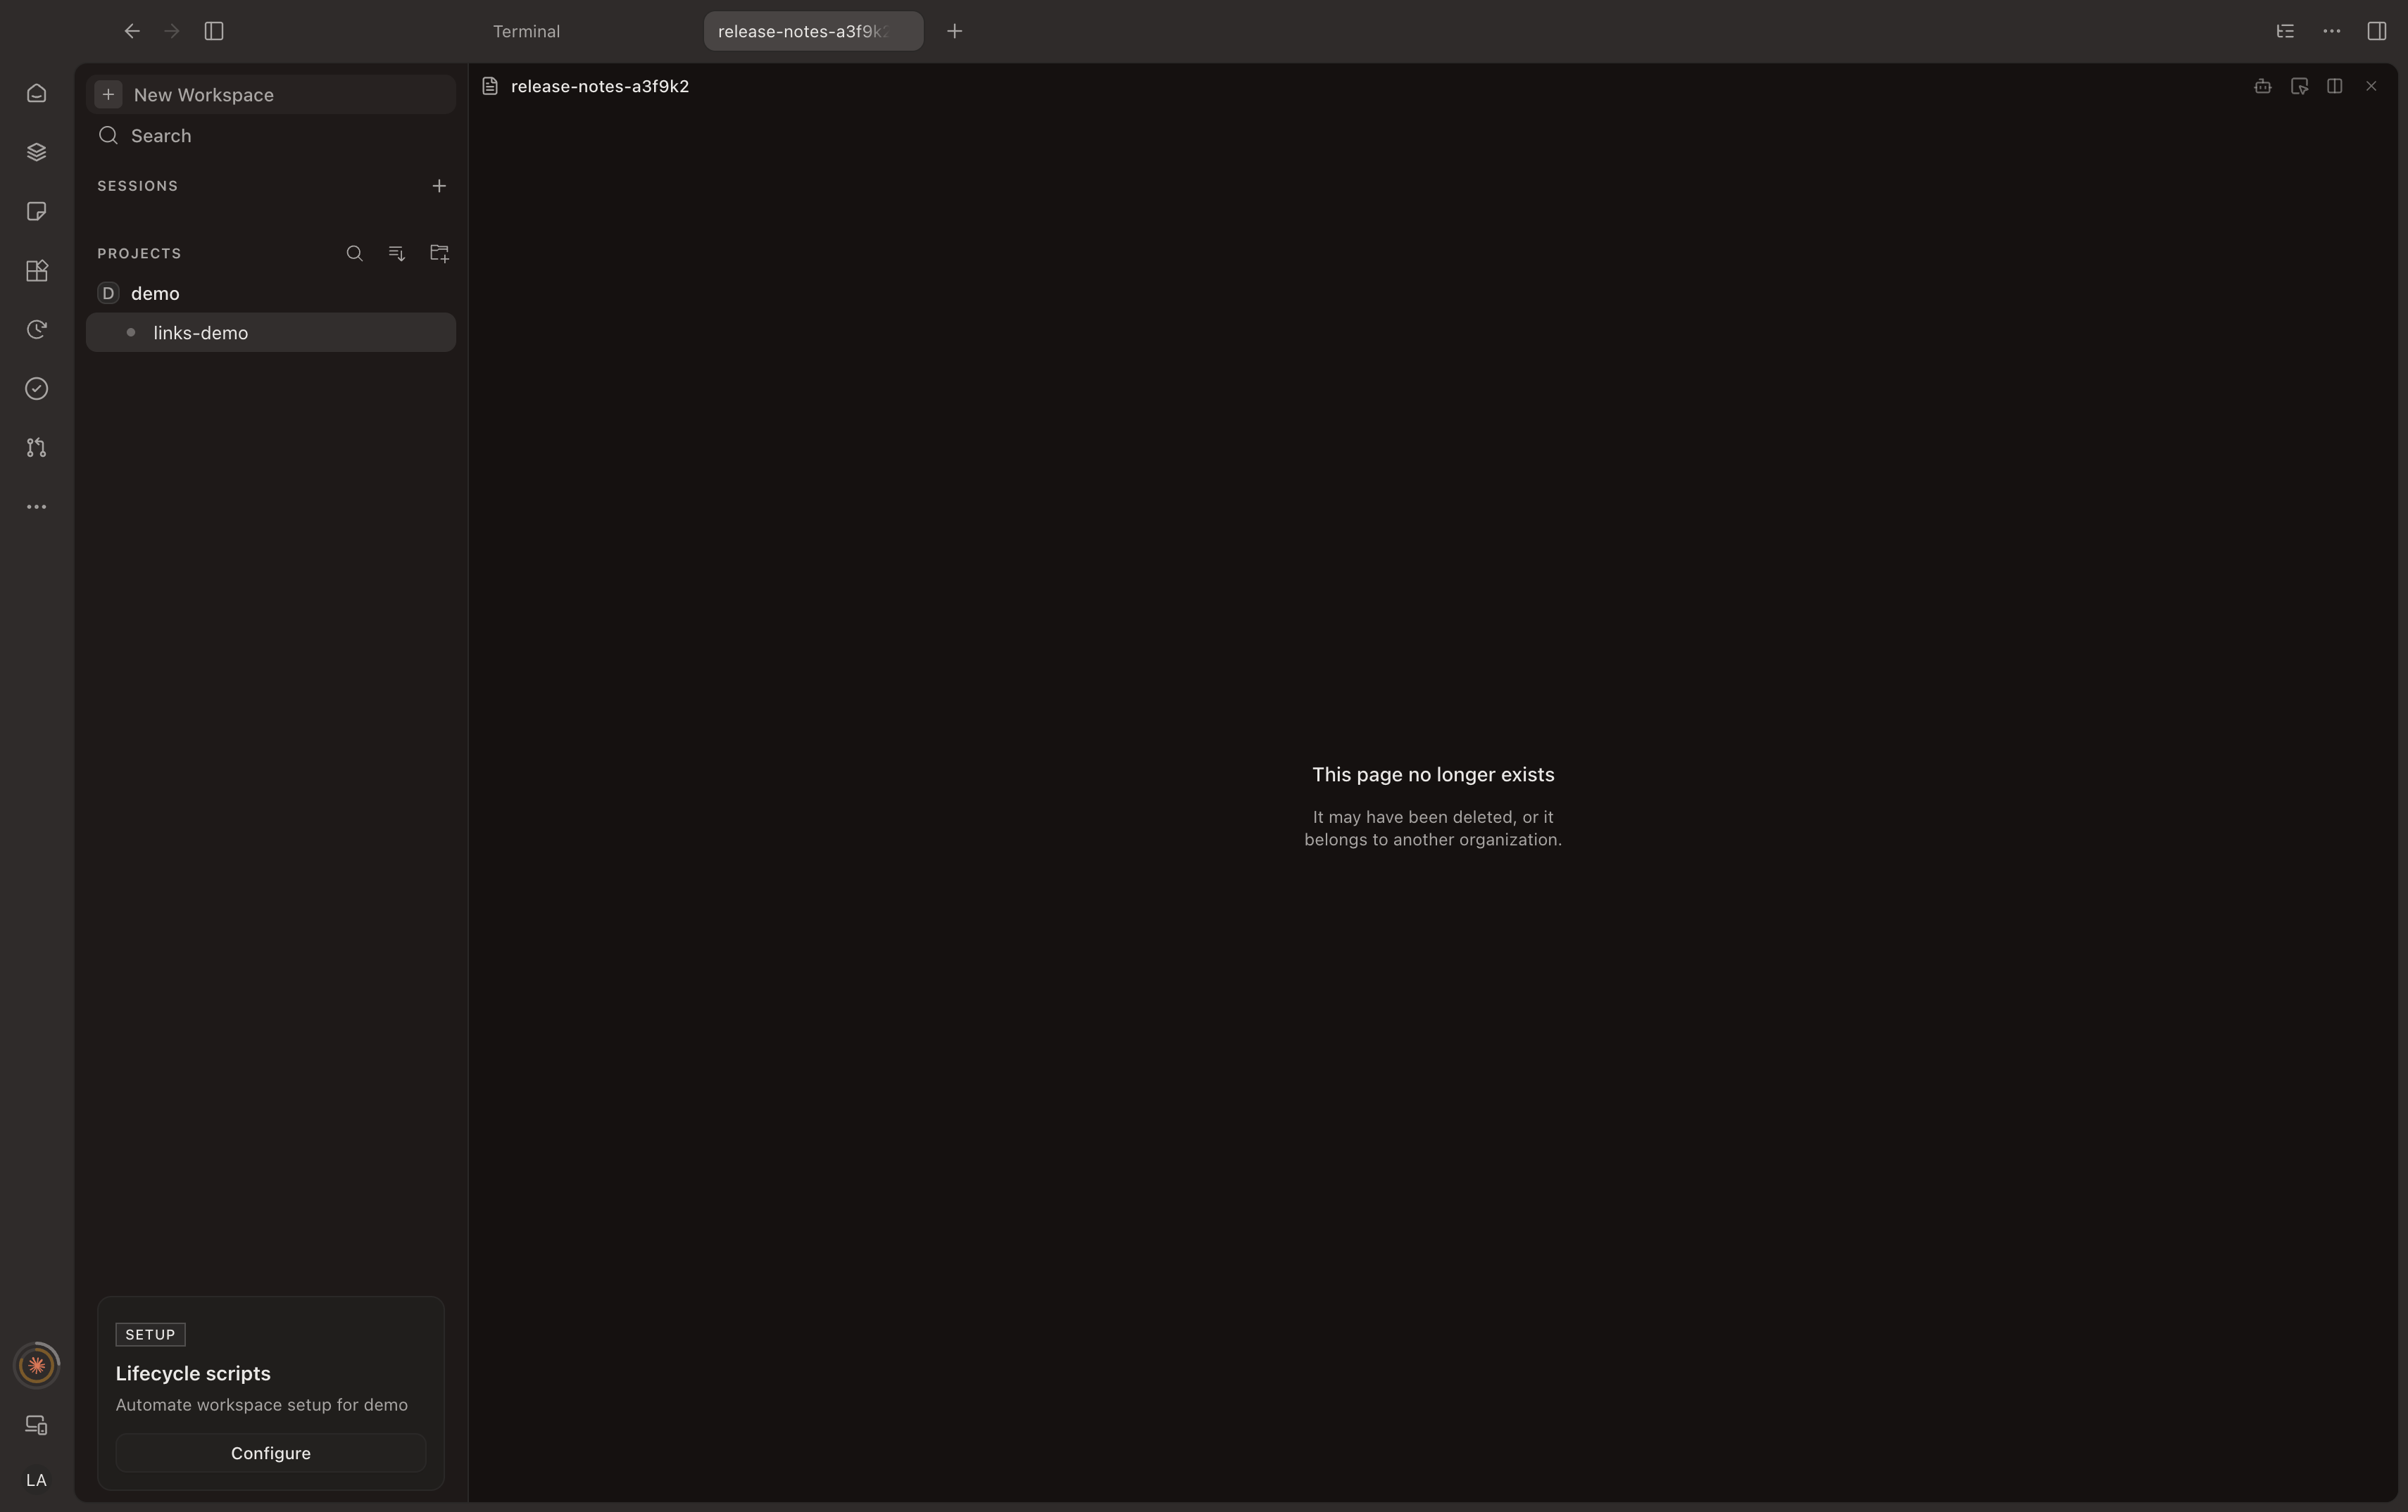 Terminal
release-notes-a3f9k2
New Workspace
Search
SESSIONS
PROJECTS
D demo
links-demo
release-notes-a3f9k2
This page no longer exists
It may have been deleted, or it
belongs to another organization.
SETUP
Lifecycle scripts
Automate workspace setup for demo
Configure
LA